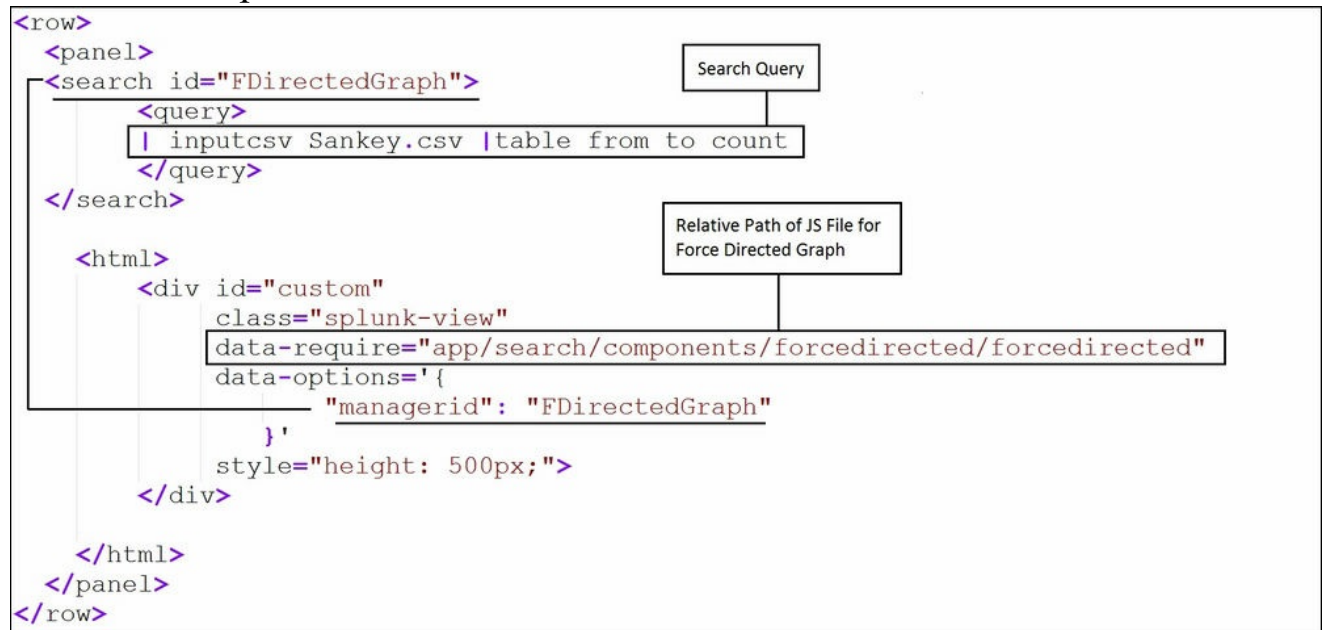 <row>
<panel>
<search id="FDirectedGraph">
Search Query
<query>
| inputcsv Sankey.csv |table from to count
</query>
</search>
Relative Path of JS File for
Force Directed Graph
<html>
<div id="custom"
class="splunk-view"
data-require="app/search/components/forcedirected/forcedirected"
data-options='{
"managerid": "FDirectedGraph"
}'
style="height: 500px;">
</div>
</html>
</panel>
</row>